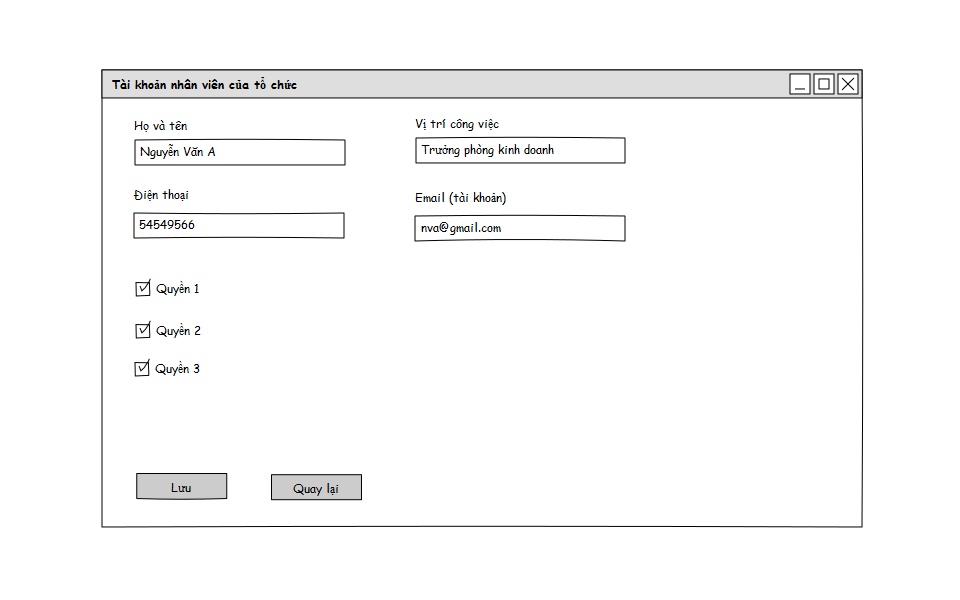 Tài khoản nhân viên của tổ chức
Họ và tên
Vị trí công việc
Nguyễn Văn A
Trưởng phòng kinh doanh
Điện thoại
Email (tài khoản)
54549566
nva@gmail.com
Quyền 1
Quyền 2
Quyền 3
Lưu
Quay lại